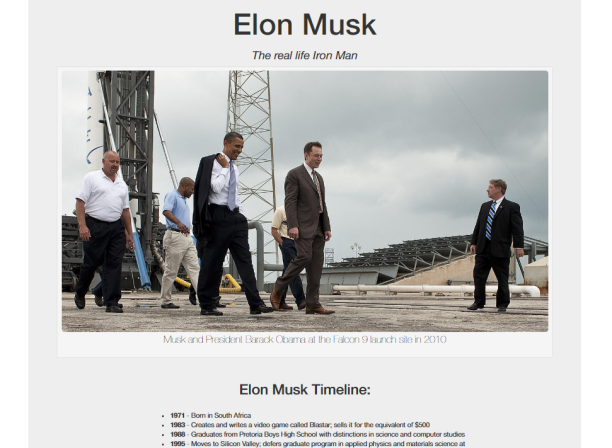 Elon Musk
The real life Iron Man
Musk and President Barack Obama at the Falcon 9 launch site in 2010
Elon Musk Timeline:
• 1971 - Born in South Africa
• 1983 - Creates and writes a video game called Blastar; sells it for the equivalent of $500
• 1988 - Graduates from Pretoria Boys High School with distinctions in science and computer studies
• 1995 - Moves to Silicon Valley; defers graduate program in applied physics and materials science at